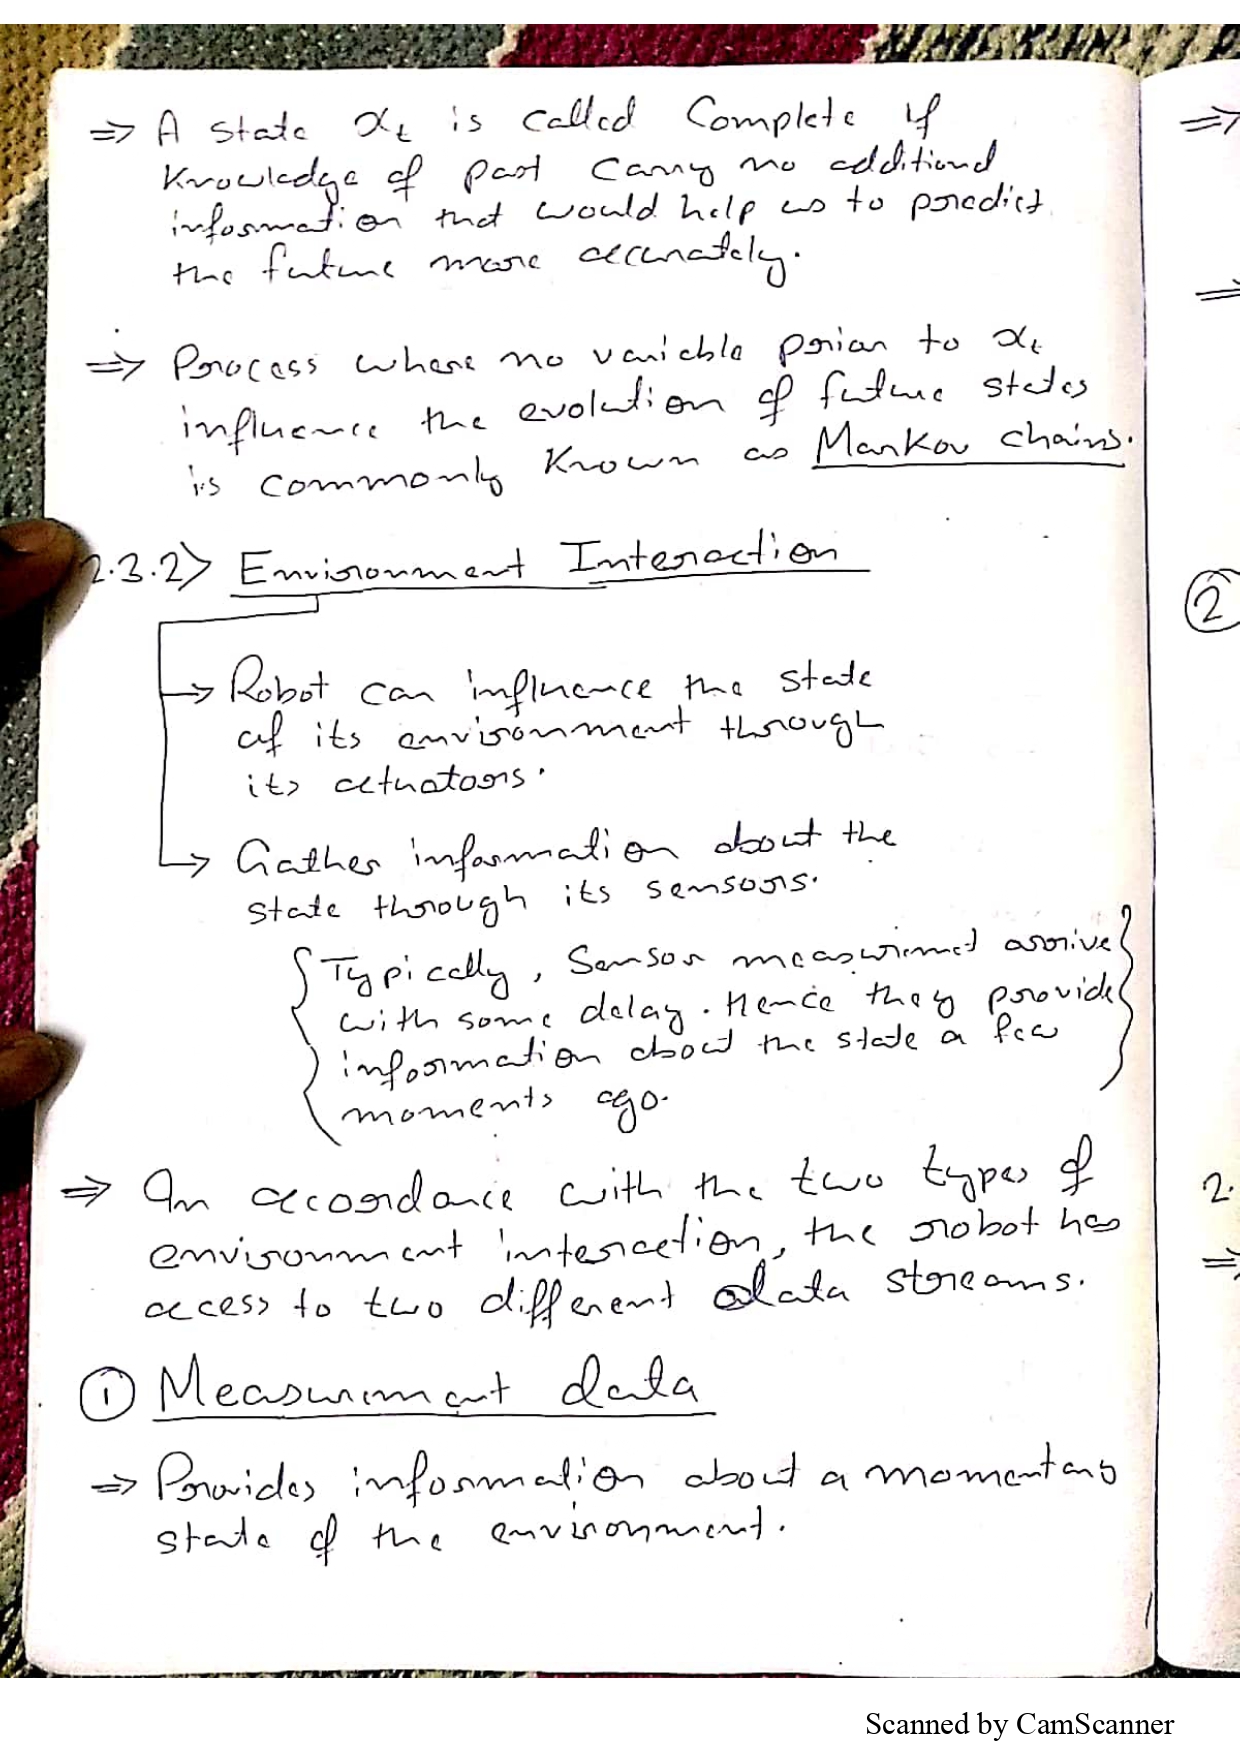 ⇒ A state x_t is called Complete if
Knowledge of past carry no additional
information that would help us to predict
the future more accurately.
⇒ Process where no variable prior to x_t
influence the evolution of future states
is commonly known as Markov chains.
2.3.2> Environment Interaction
→ Robot can influence the state
of its environment through
its actuators.
→ Gather information about the
state through its sensors.
{Typically, Sensor measurement arrive}
with some delay. Hence they provide
information about the state a few
moments ago.
⇒ In accordance with the two types of
environment interaction, the robot has
access to two different data streams.
① Measurement data
⇒ Provides information about a momentary
state of the environment.
⇒
⇒
②
2.
⇒
Scanned by CamScanner